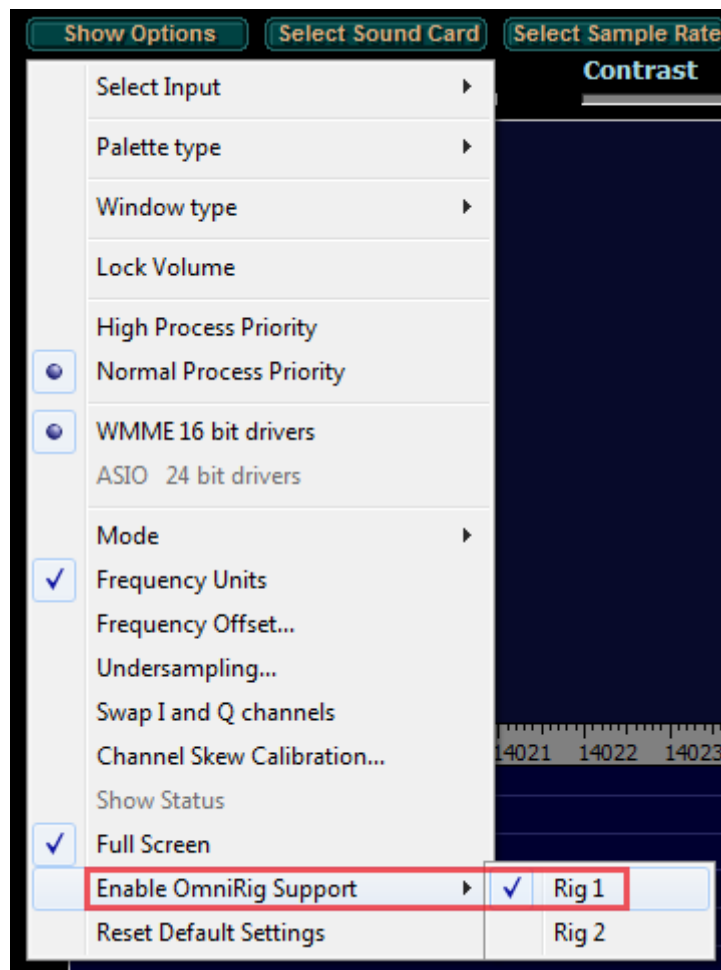 Show Options Select Sound Card Select Sample Rate
Contrast
Select Input
Palette type
Window type
Lock Volume
High Process Priority
Normal Process Priority
WMME 16 bit drivers
ASIO 24 bit drivers
Mode
Frequency Units
Frequency Offset...
Undersampling...
Swap I and Q channels
14021 14022 14023
Channel Skew Calibration...
Show Status
Full Screen
Enable OmniRig Support Rig 1
Reset Default Settings Rig 2